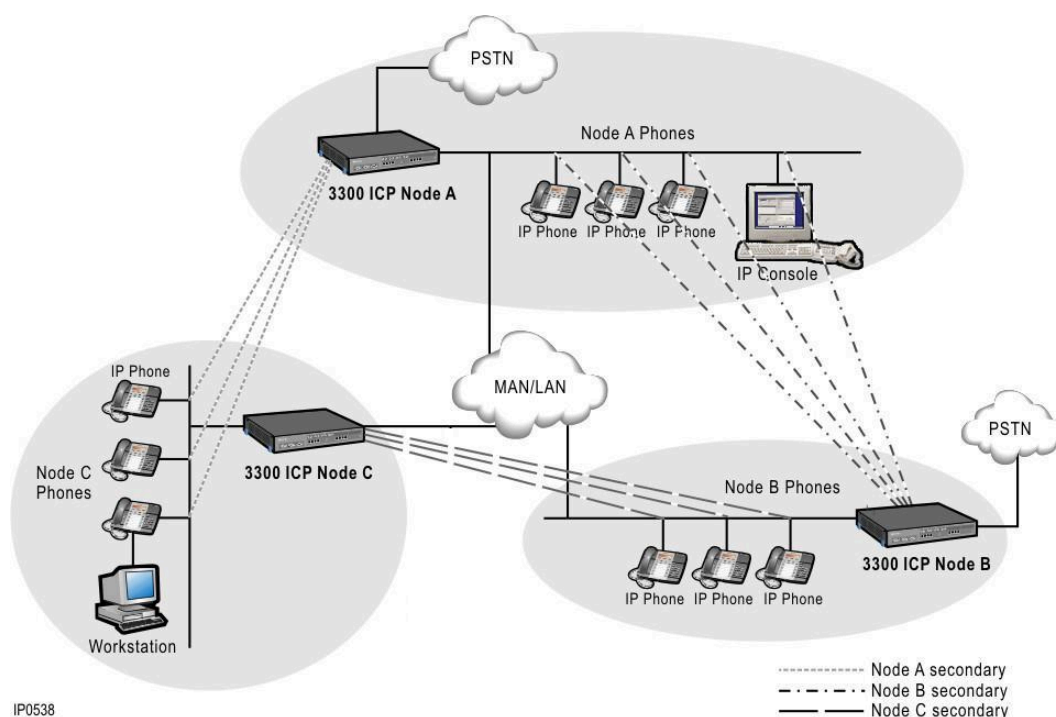 PSTN
Node A Phones
3300 ICP Node A
IP Phone
IP Phone
IP Phone
IP Console
IP Phone
MAN/LAN
PSTN
Node C
Phones
3300 ICP Node C
Node B Phones
3300 ICP Node B
IP Phone
IP Phone
IP Phone
Workstation
Node A secondary
Node B secondary
Node C secondary
IP0538